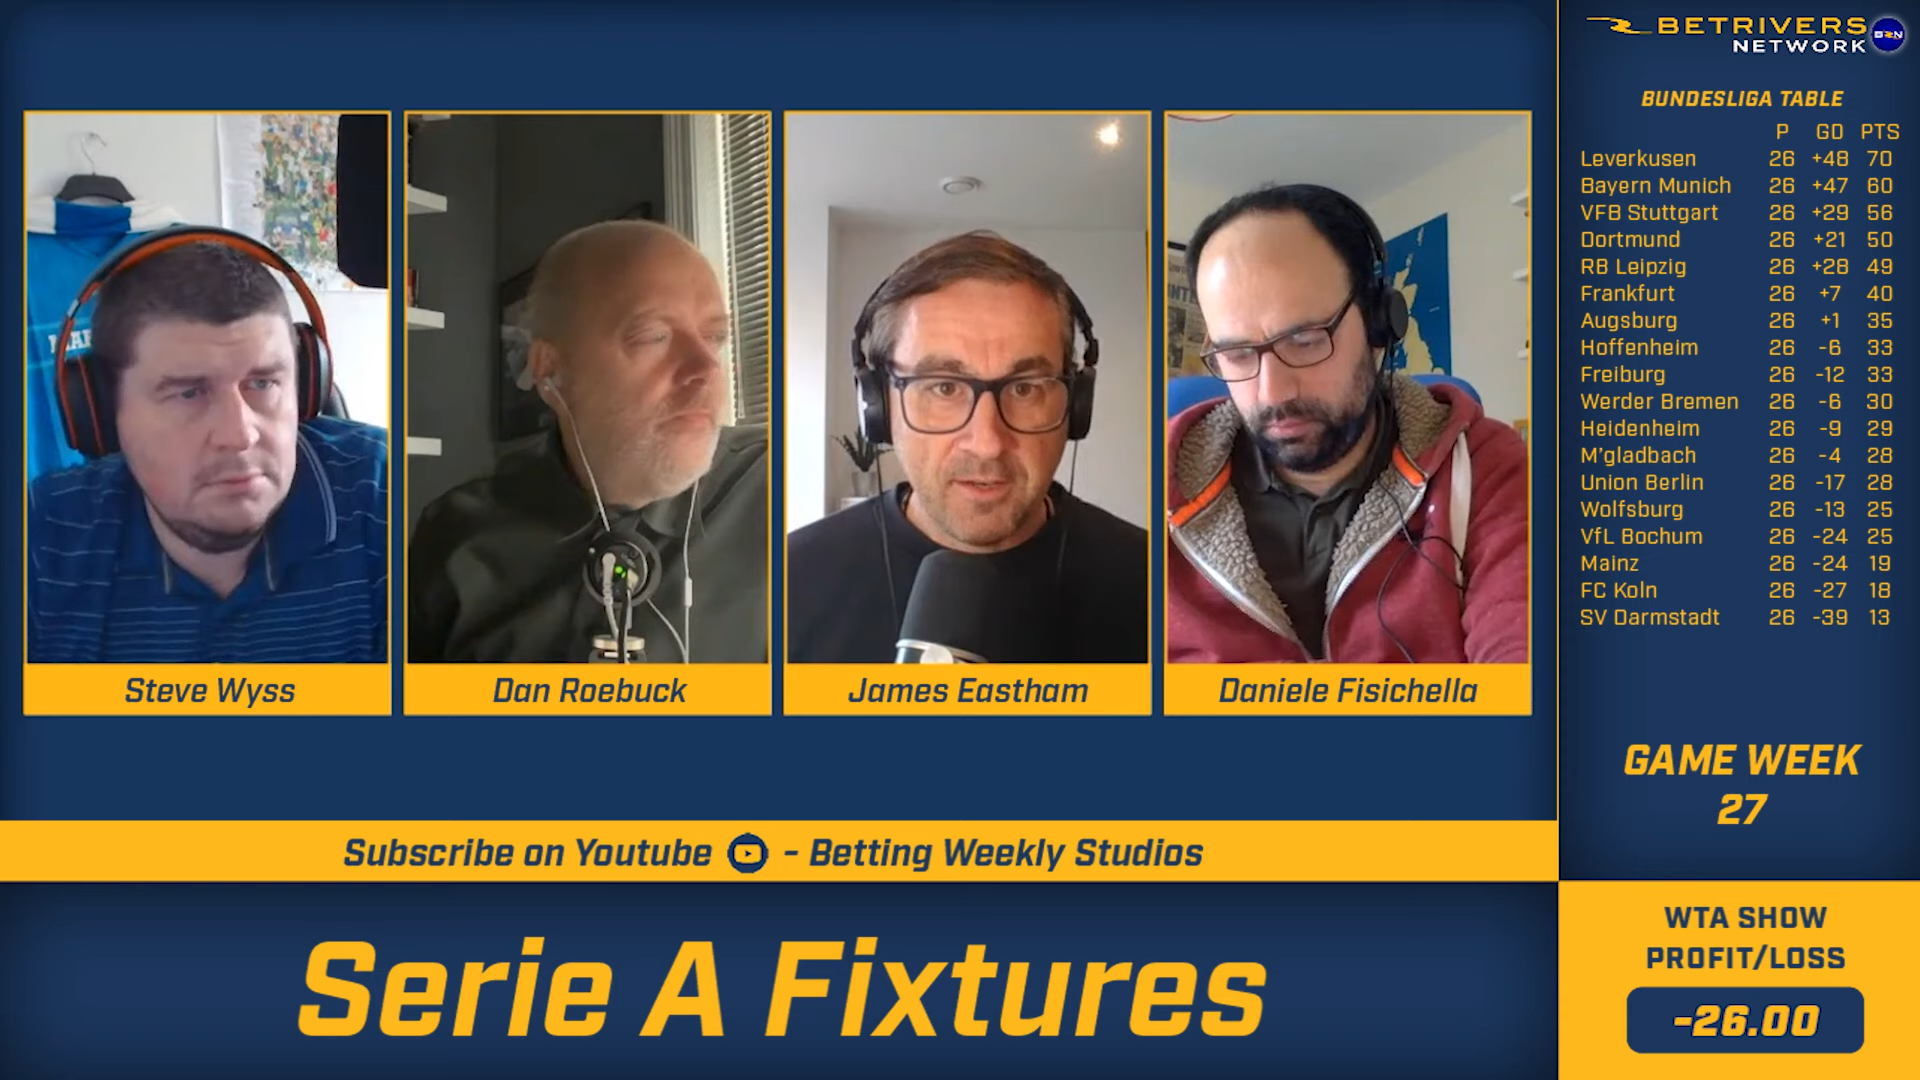 BETRIVERS
NETWORK
BRN
BUNDESLIGA TABLE
P GD PTS
Leverkusen 26 +48 70
Bayern Munich 26 +47 60
VFB Stuttgart 26 +29 56
Dortmund 26 +21 50
RB Leipzig 26 +28 49
Frankfurt 26 +7 40
Augsburg 26 +1 35
Hoffenheim 26 -6 33
Freiburg 26 -12 33
Werder Bremen 26 -6 30
Heidenheim 26 -9 29
M'gladbach 26 -4 28
Union Berlin 26 -17 28
Wolfsburg 26 -13 25
VfL Bochum 26 -24 25
Mainz 26 -24 19
FC Koln 26 -27 18
SV Darmstadt 26 -39 13
Steve Wyss
Dan Roebuck
James Eastham
Daniele Fisichella
GAME WEEK
27
Subscribe on Youtube - Betting Weekly Studios
Serie A Fixtures
WTA SHOW
PROFIT/LOSS
-26.00